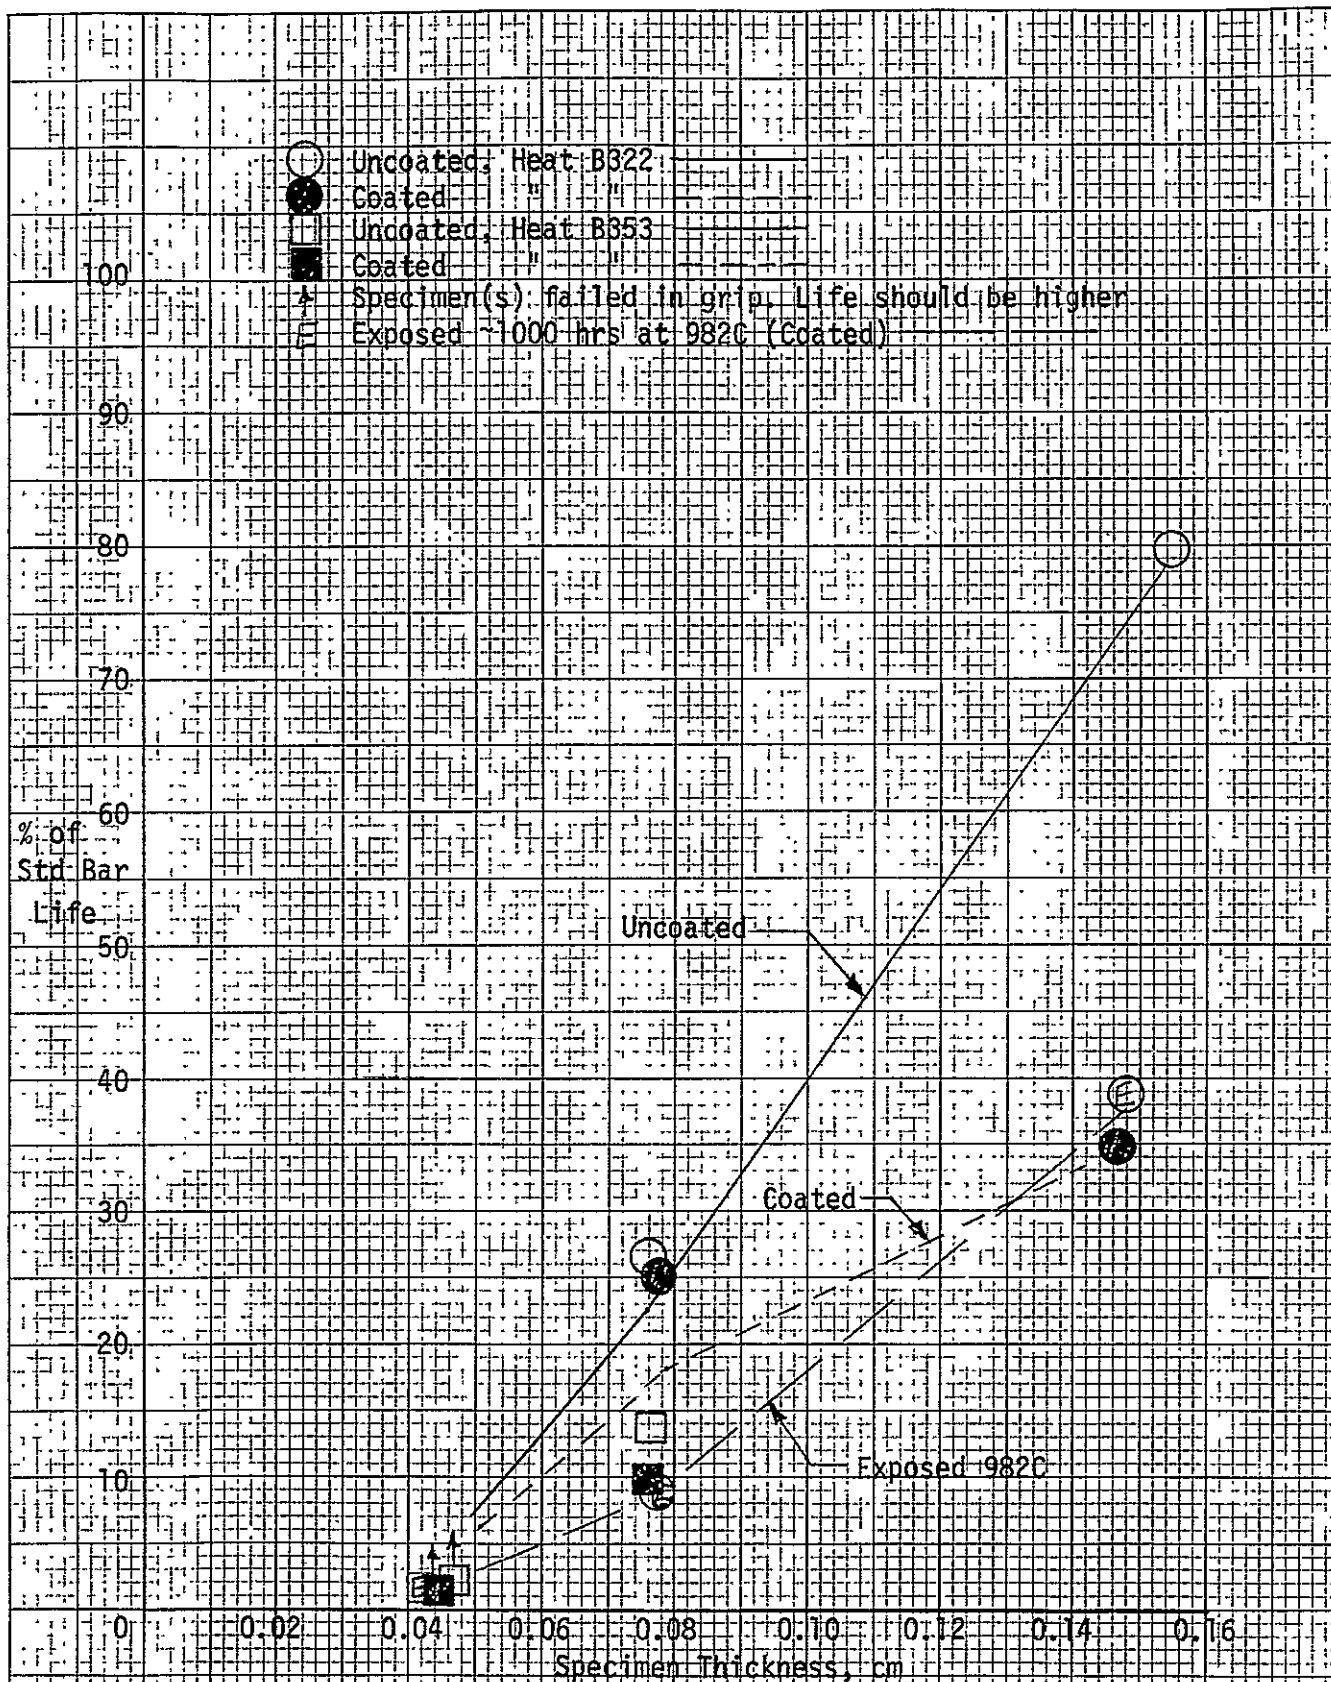 Uncoated, Heat B322
Coated " "
Uncoated, Heat B353
Coated " "
Specimen(s) failed in grip. Life should be higher
E Exposed ~1000 hrs at 982C (Coated)
100
90
80
70
60
% of
Std Bar
Life
50
Uncoated
40
E
Coated
30
20
Exposed 982C
10
E
E
0 0.02 0.04 0.06 0.08 0.10 0.12 0.14 0.16
Specimen Thickness, cm